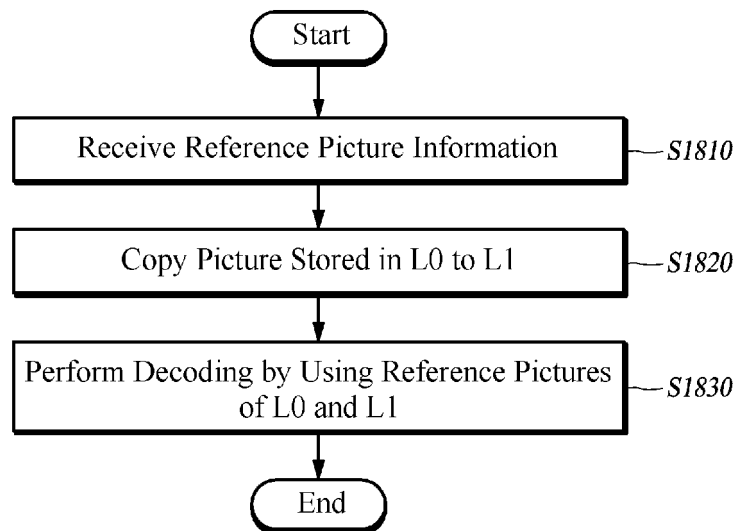 Start
Receive Reference Picture Information
S1810
Copy Picture Stored in L0 to L1
S1820
Perform Decoding by Using Reference Pictures
of L0 and L1
S1830
End